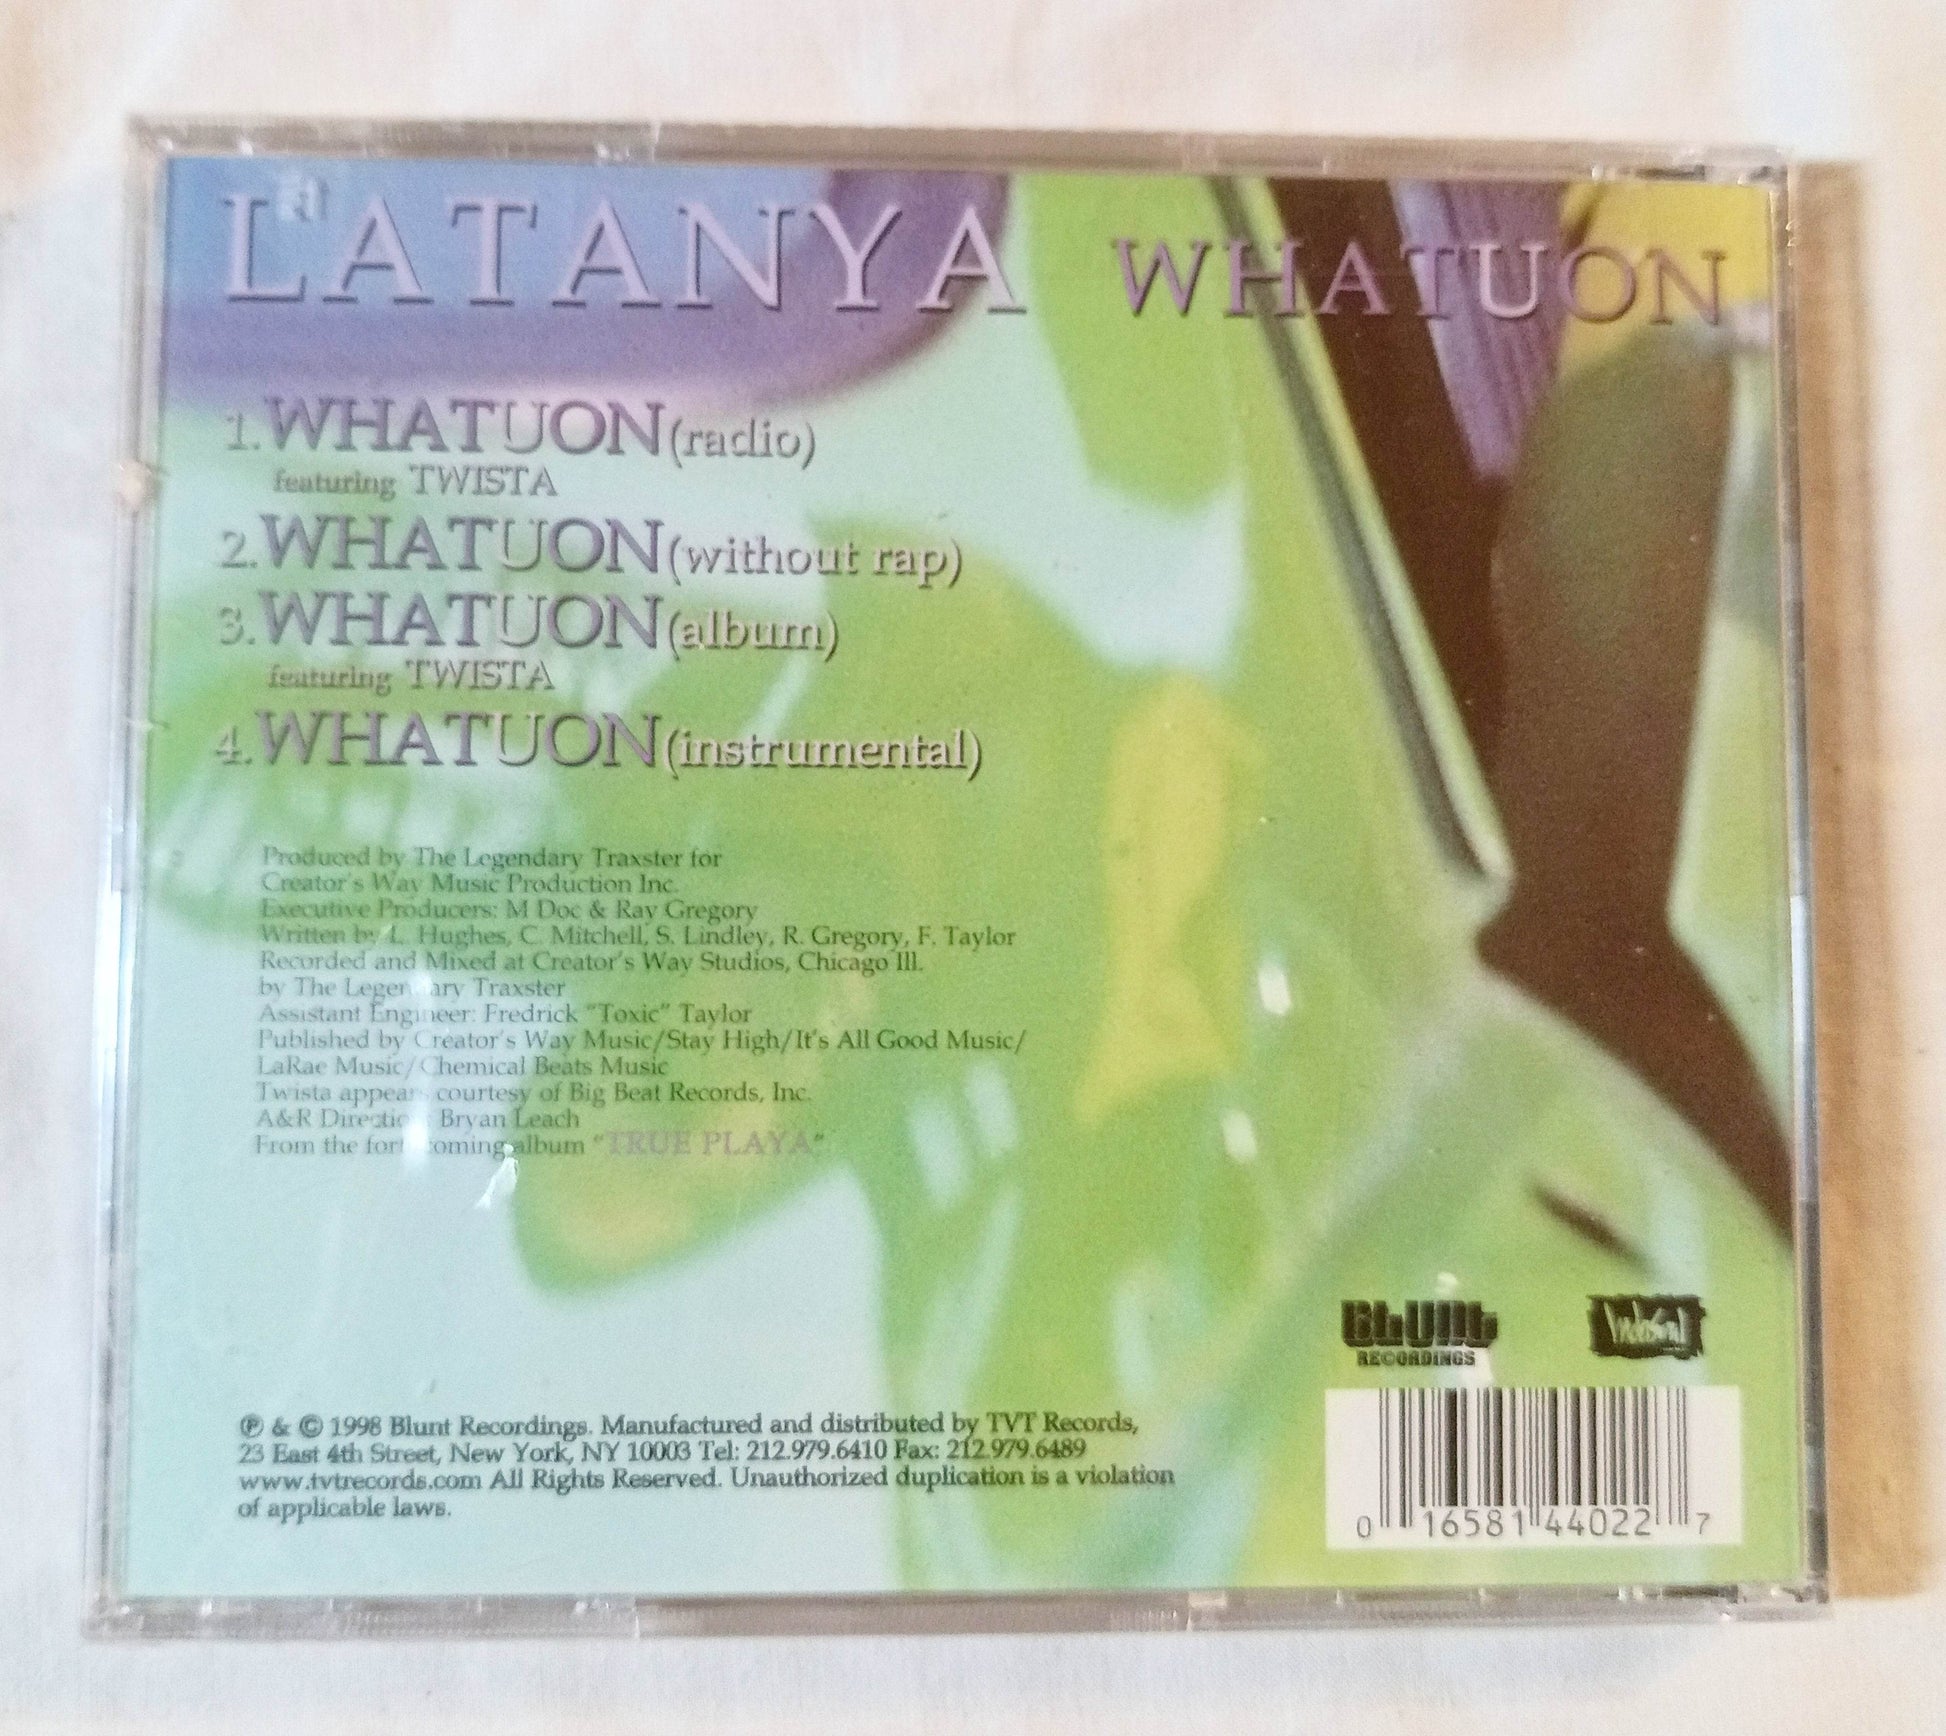 LATANYA WHATUON
1. WHATUON (radio)
featuring TWISTA
2. WHATUON (without rap)
3. WHATUON (album)
featuring TWISTA
4. WHATUON (instrumental)
Produced by The Legendary Traxster for
Creator's Way Music Production Inc.
Executive Producers: M Doc & Ray Gregory
Written by L. Hughes, C. Mitchell, S. Lindley, R. Gregory, F. Taylor
Recorded and Mixed at Creator's Way Studios, Chicago Ill.
by The Legendary Traxster
Assistant Engineer: Fredrick "Toxic" Taylor
Published by Creator's Way Music/Stay High/It's All Good Music/
LaRae Music/Chemical Beats Music
Twista appears courtesy of Big Beat Records, Inc.
A&R Direction: Bryan Leach
From the forthcoming album "TRUE PLAYA"
BLUNT
RECORDINGS
℗ & © 1998 Blunt Recordings. Manufactured and distributed by TVT Records,
23 East 4th Street, New York, NY 10003 Tel: 212.979.6410 Fax: 212.979.6489
www.tvtrecords.com All Rights Reserved. Unauthorized duplication is a violation
of applicable laws.
0 16581 44022 7